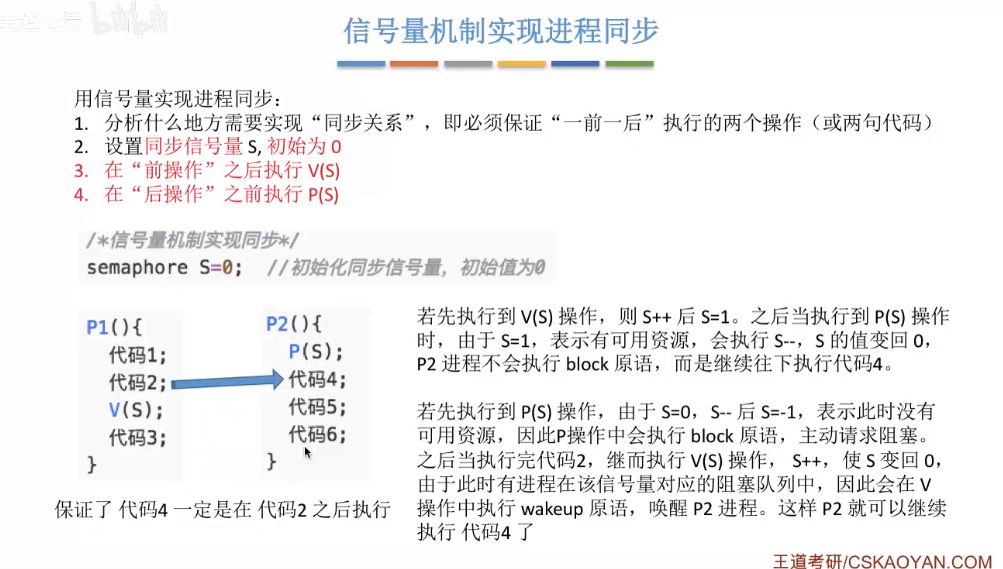 bilibili
信号量机制实现进程同步
用信号量实现进程同步：
1. 分析什么地方需要实现“同步关系”，即必须保证“一前一后”执行的两个操作（或两句代码）
2. 设置同步信号量 S, 初始为 0
3. 在“前操作”之后执行 V(S)
4. 在“后操作”之前执行 P(S)
/*信号量机制实现同步*/
semaphore S=0; //初始化同步信号量，初始值为0
P1(){
代码1;
代码2;
V(S);
代码3;
}
P2(){
P(S);
代码4;
代码5;
代码6;
}
保证了 代码4 一定是在 代码2 之后执行
若先执行到 V(S) 操作，则 S++ 后 S=1。之后当执行到 P(S) 操作
时，由于 S=1，表示有可用资源，会执行 S--，S 的值变回 0，
P2 进程不会执行 block 原语，而是继续往下执行代码4。
若先执行到 P(S) 操作，由于 S=0，S-- 后 S=-1，表示此时没有
可用资源，因此P操作中会执行 block 原语，主动请求阻塞。
之后当执行完代码2，继而执行 V(S) 操作， S++，使 S 变回 0，
由于此时有进程在该信号量对应的阻塞队列中，因此会在 V
操作中执行 wakeup 原语，唤醒 P2 进程。这样 P2 就可以继续
执行 代码4 了
王道考研/CSKAOYAN.COM